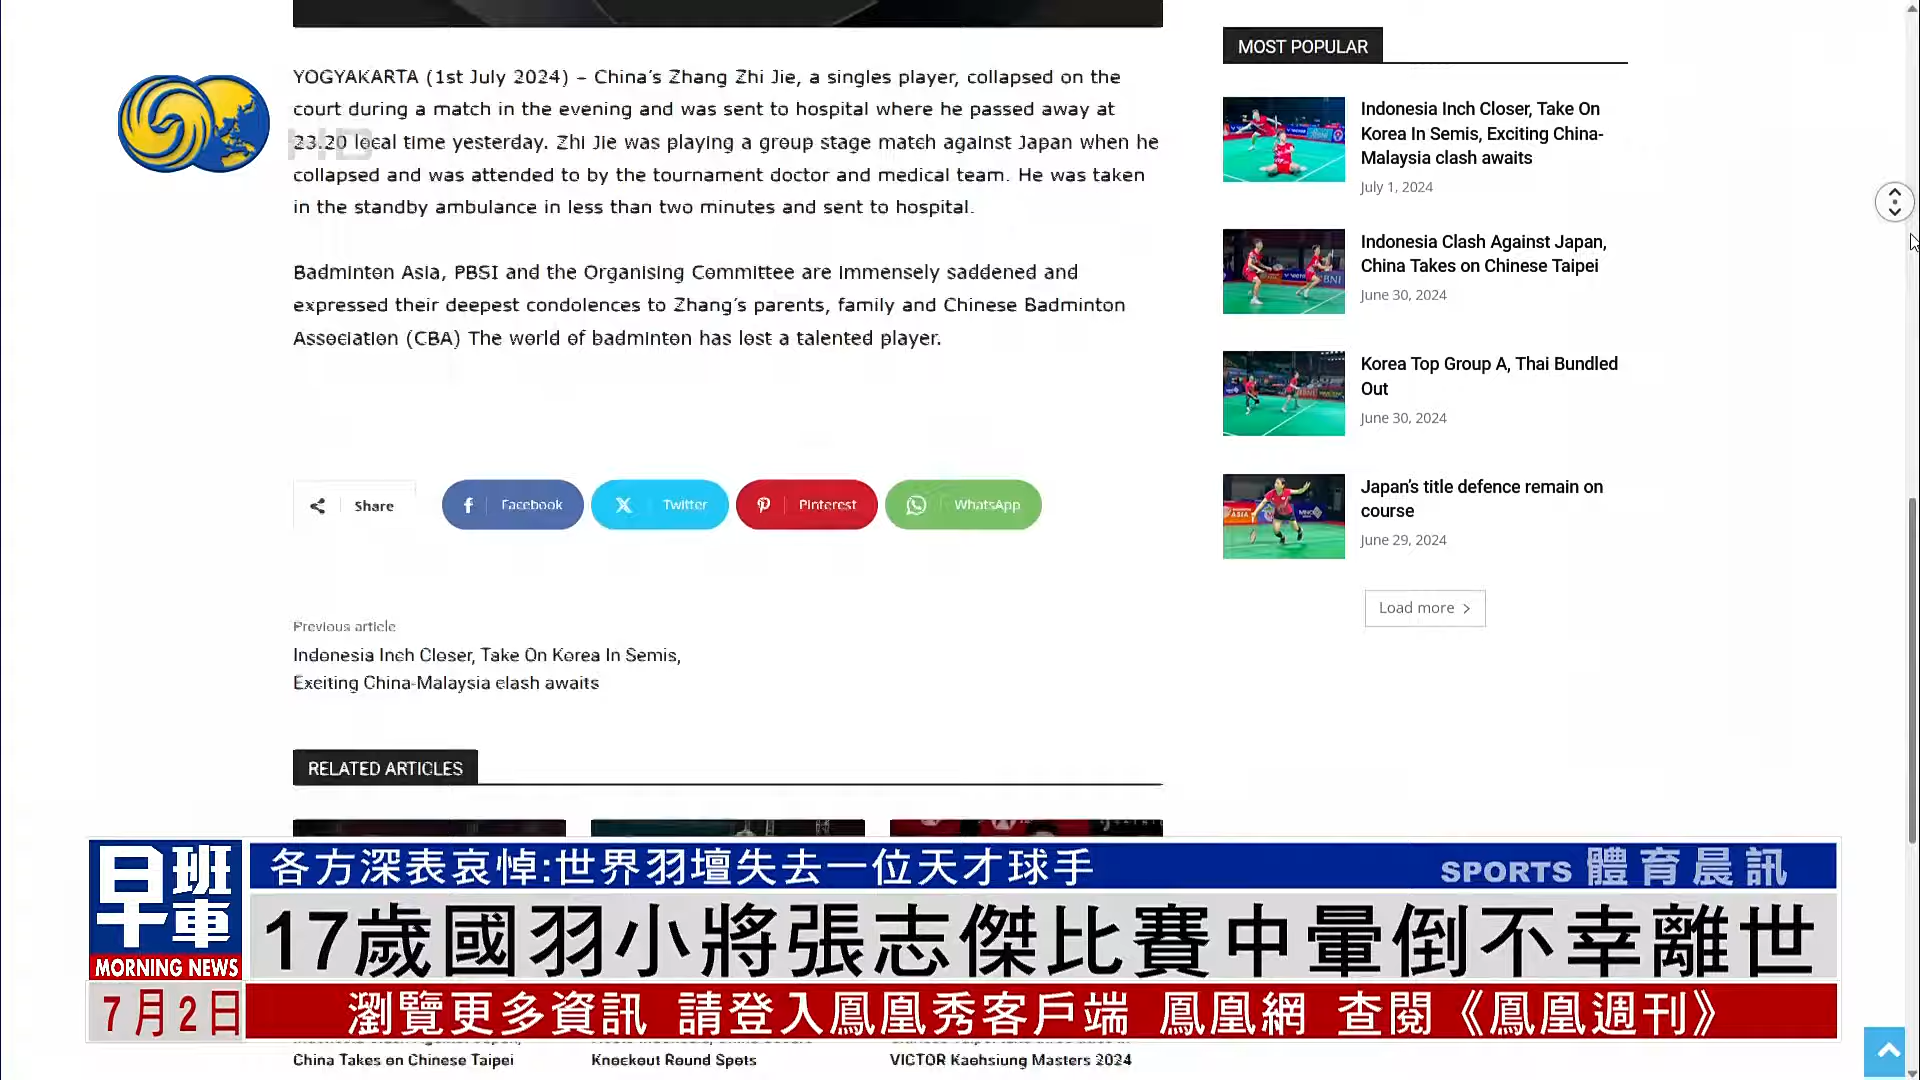 YOGYAKARTA (1st July 2024) – China's Zhang Zhi Jie, a singles player, collapsed on the
court during a match in the evening and was sent to hospital where he passed away at
23.20 local time yesterday. Zhi Jie was playing a group stage match against Japan when he
collapsed and was attended to by the tournament doctor and medical team. He was taken
in the standby ambulance in less than two minutes and sent to hospital.
Badminton Asia, PBSI and the Organising Committee are immensely saddened and
expressed their deepest condolences to Zhang's parents, family and Chinese Badminton
Association (CBA) The world of badminton has lost a talented player.
HD
Share
Facebook
Twitter
Pinterest
WhatsApp
Previous article
Indonesia Inch Closer, Take On Korea In Semis,
Exciting China-Malaysia clash awaits
RELATED ARTICLES
MOST POPULAR
Indonesia Inch Closer, Take On
Korea In Semis, Exciting China-
Malaysia clash awaits
July 1, 2024
Indonesia Clash Against Japan,
China Takes on Chinese Taipei
June 30, 2024
Korea Top Group A, Thai Bundled
Out
June 30, 2024
Japan's title defence remain on
course
June 29, 2024
Load more
早班車
MORNING NEWS
7月2日
各方深表哀悼:世界羽壇失去一位天才球手
SPORTS 體育晨訊
17歲國羽小將張志傑比賽中暈倒不幸離世
瀏覽更多資訊 請登入鳳凰秀客戶端 鳳凰網 查閱《鳳凰週刊》
China Takes on Chinese Taipei
Knockout Round Spots
VICTOR Kaohsiung Masters 2024